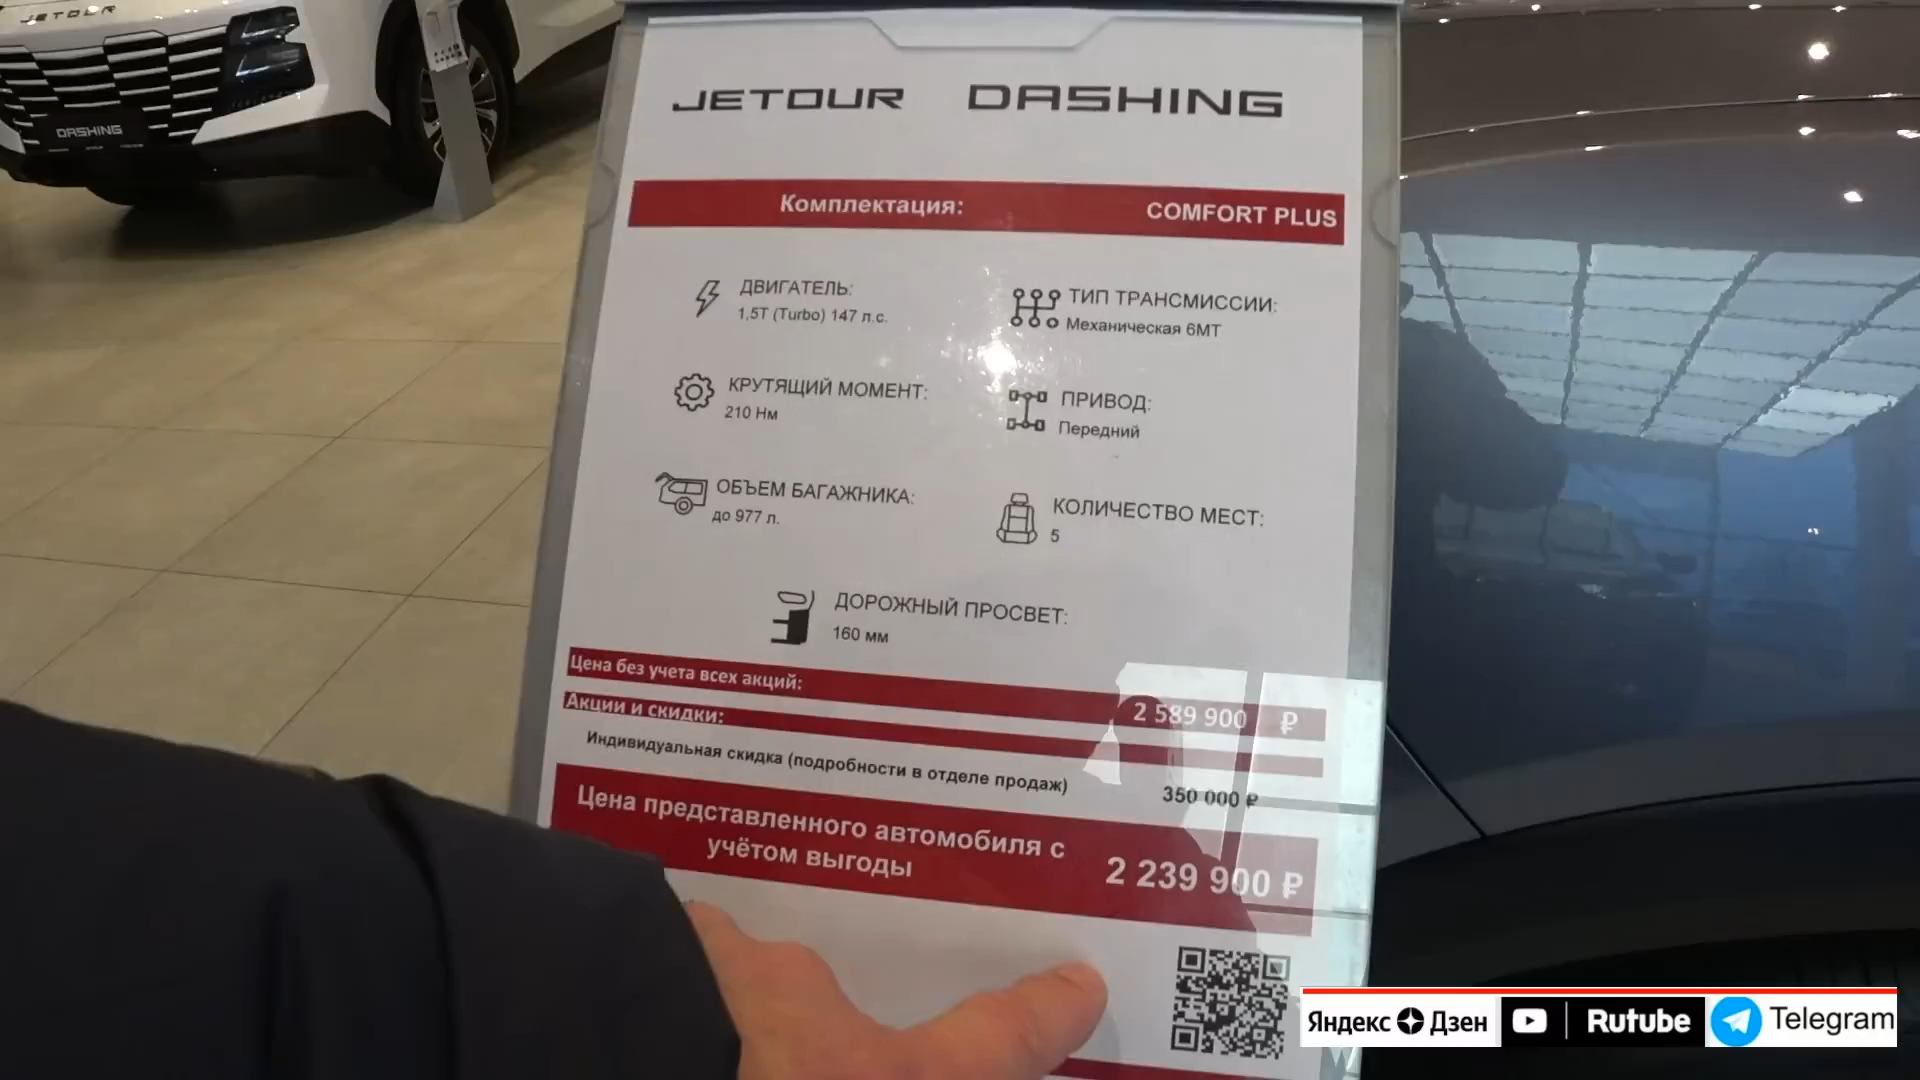 JETOUR
DASHING
JETOUR DASHING
Комплектация: COMFORT PLUS
ДВИГАТЕЛЬ:
1,5T (Turbo) 147 л.с.
ТИП ТРАНСМИССИИ:
Механическая 6МТ
КРУТЯЩИЙ МОМЕНТ:
210 Нм
ПРИВОД:
Передний
ОБЪЕМ БАГАЖНИКА:
до 977 л.
КОЛИЧЕСТВО МЕСТ:
5
ДОРОЖНЫЙ ПРОСВЕТ:
160 мм
Цена без учета всех акций: 2 589 900 ₽
Акции и скидки:
Индивидуальная скидка (подробности в отделе продаж) 350 000 ₽
Цена представленного автомобиля с
учётом выгоды 2 239 900 ₽
Яндекс Дзен Rutube Telegram